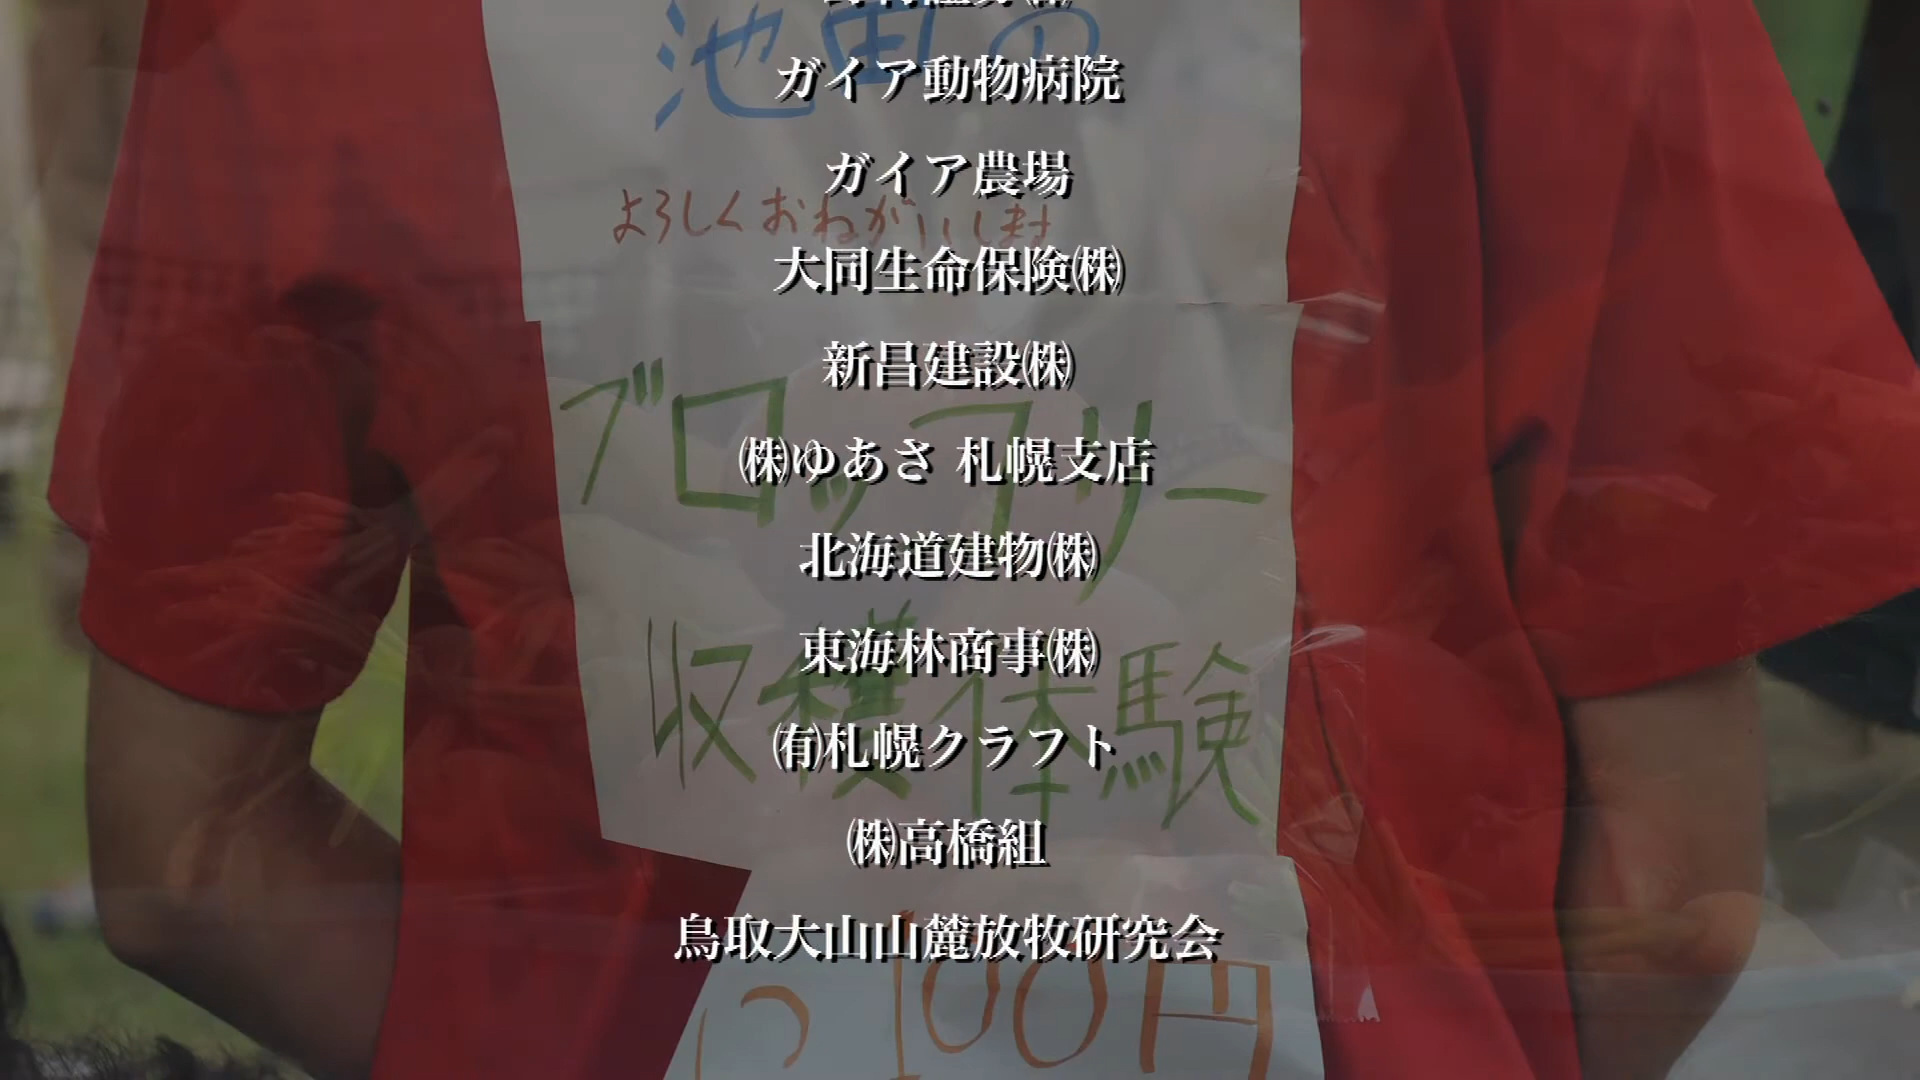 池田の
ガイア動物病院
ガイア農場
よろしくおねがいします
大同生命保険㈱
新昌建設㈱
ブロッコリー
㈱ゆあさ 札幌支店
北海道建物㈱
収穫体験
東海林商事㈱
㈲札幌クラフト
㈱高橋組
鳥取大山山麓放牧研究会
100円